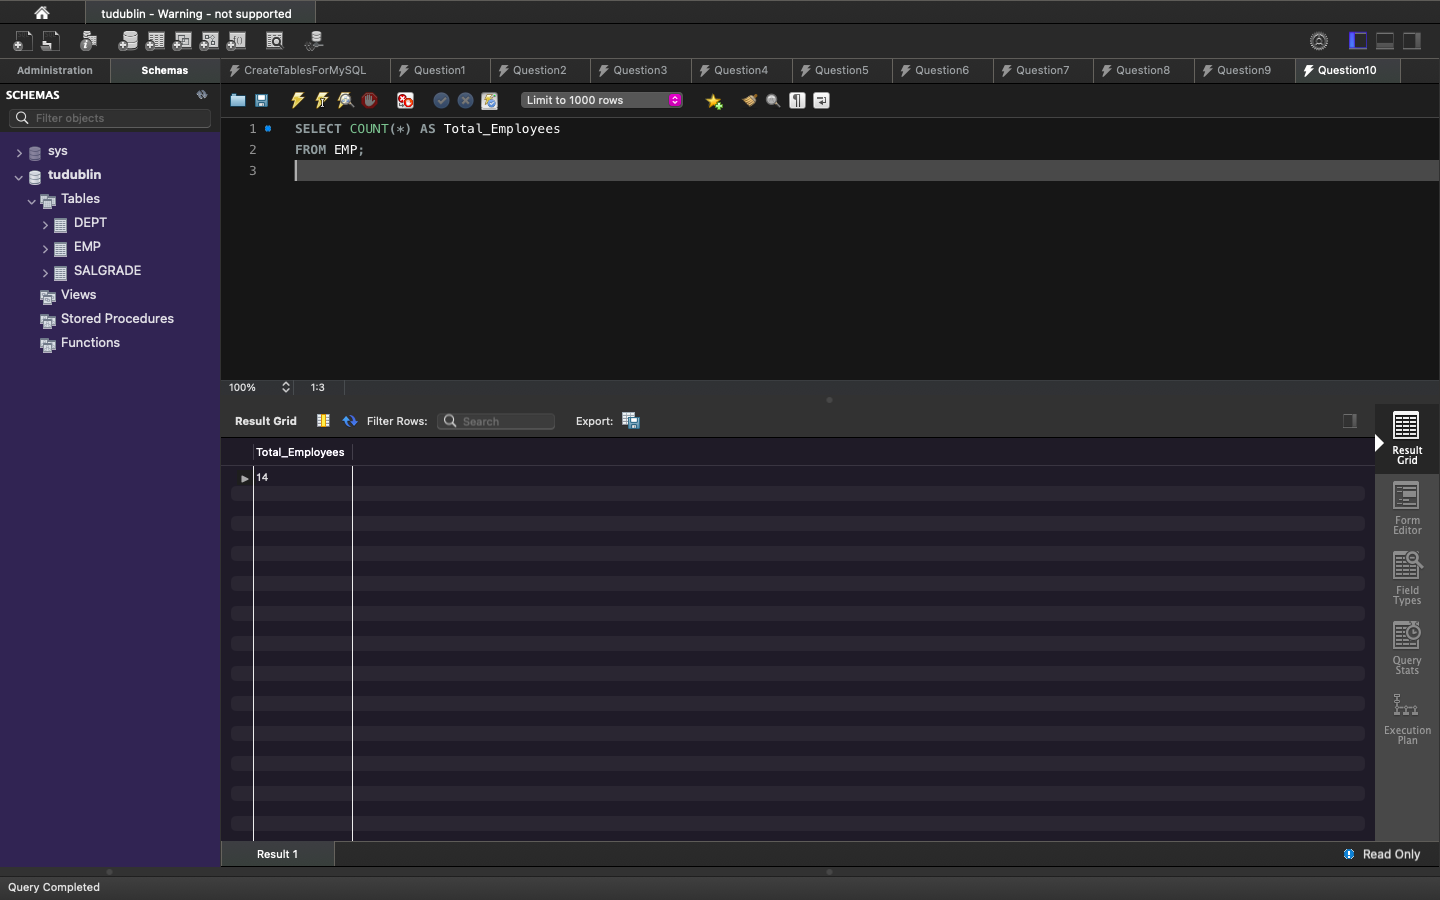 tudublin - Warning - not supported
Administration
Schemas
CreateTablesForMySQL
Question1
Question2
Question3
Question4
Question5
Question6
Question7
Question8
Question9
Question10
SCHEMAS
Filter objects
sys
tudublin
Tables
DEPT
EMP
SALGRADE
Views
Stored Procedures
Functions
Limit to 1000 rows
1 SELECT COUNT(*) AS Total_Employees
2 FROM EMP;
3
100%
1:3
Result Grid
Filter Rows:
Search
Export:
Total_Employees
14
Result
Grid
Form
Editor
Field
Types
Query
Stats
Execution
Plan
Result 1
Read Only
Query Completed